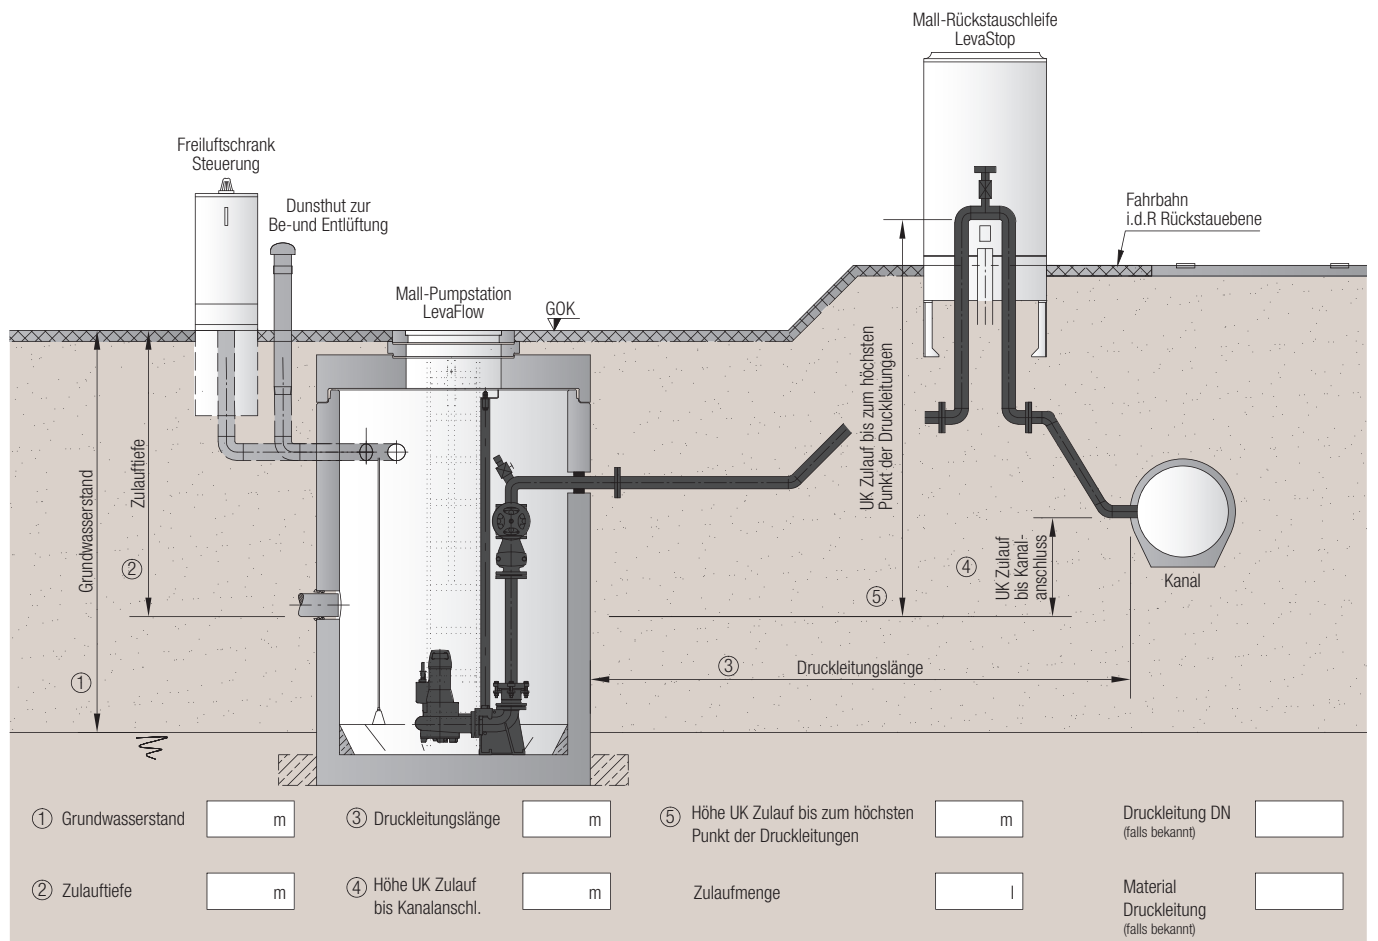 Mall-Rückstauschleife
LevaStop
Freiluftschrank
Steuerung
Dunsthut zur
Be-und Entlüftung
Fahrbahn
i.d.R Rückstauebene
Mall-Pumpstation
LevaFlow
GOK
Grundwasserstand
①
Zulauftiefe
②
UK Zulauf bis zum höchsten
Punkt der Druckleitungen
⑤
④
UK Zulauf
bis Kanal-
anschluss
Kanal
③
Druckleitungslänge
① Grundwasserstand
m
③ Druckleitungslänge
m
⑤ Höhe UK Zulauf bis zum höchsten
Punkt der Druckleitungen
m
Druckleitung DN
(falls bekannt)
② Zulauftiefe
m
④ Höhe UK Zulauf
bis Kanalanschl.
m
Zulaufmenge
l
Material
Druckleitung
(falls bekannt)